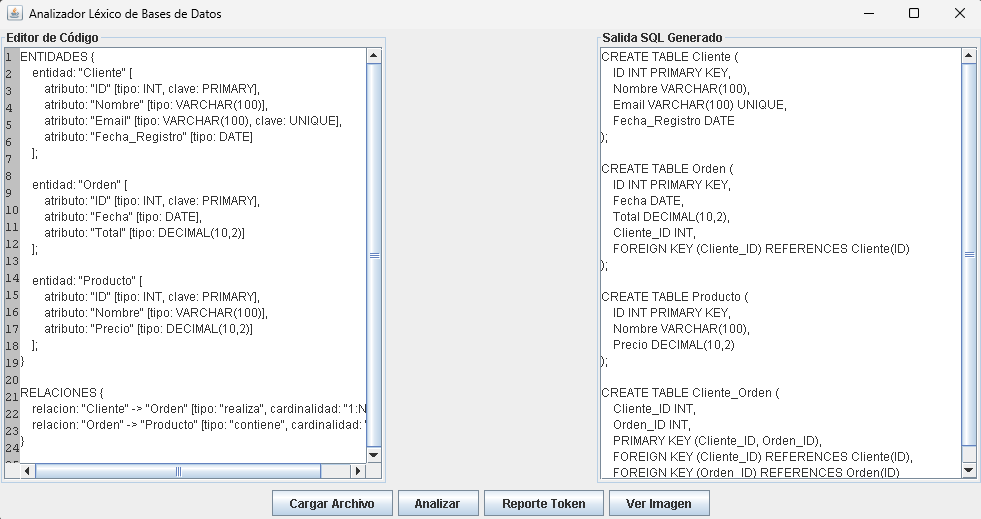 Analizador Léxico de Bases de Datos
Editor de Código
1 ENTIDADES {
2 entidad: "Cliente" [
3 atributo: "ID" [tipo: INT, clave: PRIMARY],
4 atributo: "Nombre" [tipo: VARCHAR(100)],
5 atributo: "Email" [tipo: VARCHAR(100), clave: UNIQUE],
6 atributo: "Fecha_Registro" [tipo: DATE]
7 ];
8
9 entidad: "Orden" [
10 atributo: "ID" [tipo: INT, clave: PRIMARY],
11 atributo: "Fecha" [tipo: DATE],
12 atributo: "Total" [tipo: DECIMAL(10,2)]
13 ];
14
15 entidad: "Producto" [
16 atributo: "ID" [tipo: INT, clave: PRIMARY],
17 atributo: "Nombre" [tipo: VARCHAR(100)],
18 atributo: "Precio" [tipo: DECIMAL(10,2)]
19 ];
20 }
21
22 RELACIONES {
23 relacion: "Cliente" -> "Orden" [tipo: "realiza", cardinalidad: "1:N
24 relacion: "Orden" -> "Producto" [tipo: "contiene", cardinalidad: "
}
Salida SQL Generado
CREATE TABLE Cliente (
ID INT PRIMARY KEY,
Nombre VARCHAR(100),
Email VARCHAR(100) UNIQUE,
Fecha_Registro DATE
);
CREATE TABLE Orden (
ID INT PRIMARY KEY,
Fecha DATE,
Total DECIMAL(10,2),
Cliente_ID INT,
FOREIGN KEY (Cliente_ID) REFERENCES Cliente(ID)
);
CREATE TABLE Producto (
ID INT PRIMARY KEY,
Nombre VARCHAR(100),
Precio DECIMAL(10,2)
);
CREATE TABLE Cliente_Orden (
Cliente_ID INT,
Orden_ID INT,
PRIMARY KEY (Cliente_ID, Orden_ID),
FOREIGN KEY (Cliente_ID) REFERENCES Cliente(ID),
FOREIGN KEY (Orden_ID) REFERENCES Orden(ID)
Cargar Archivo
Analizar
Reporte Token
Ver Imagen